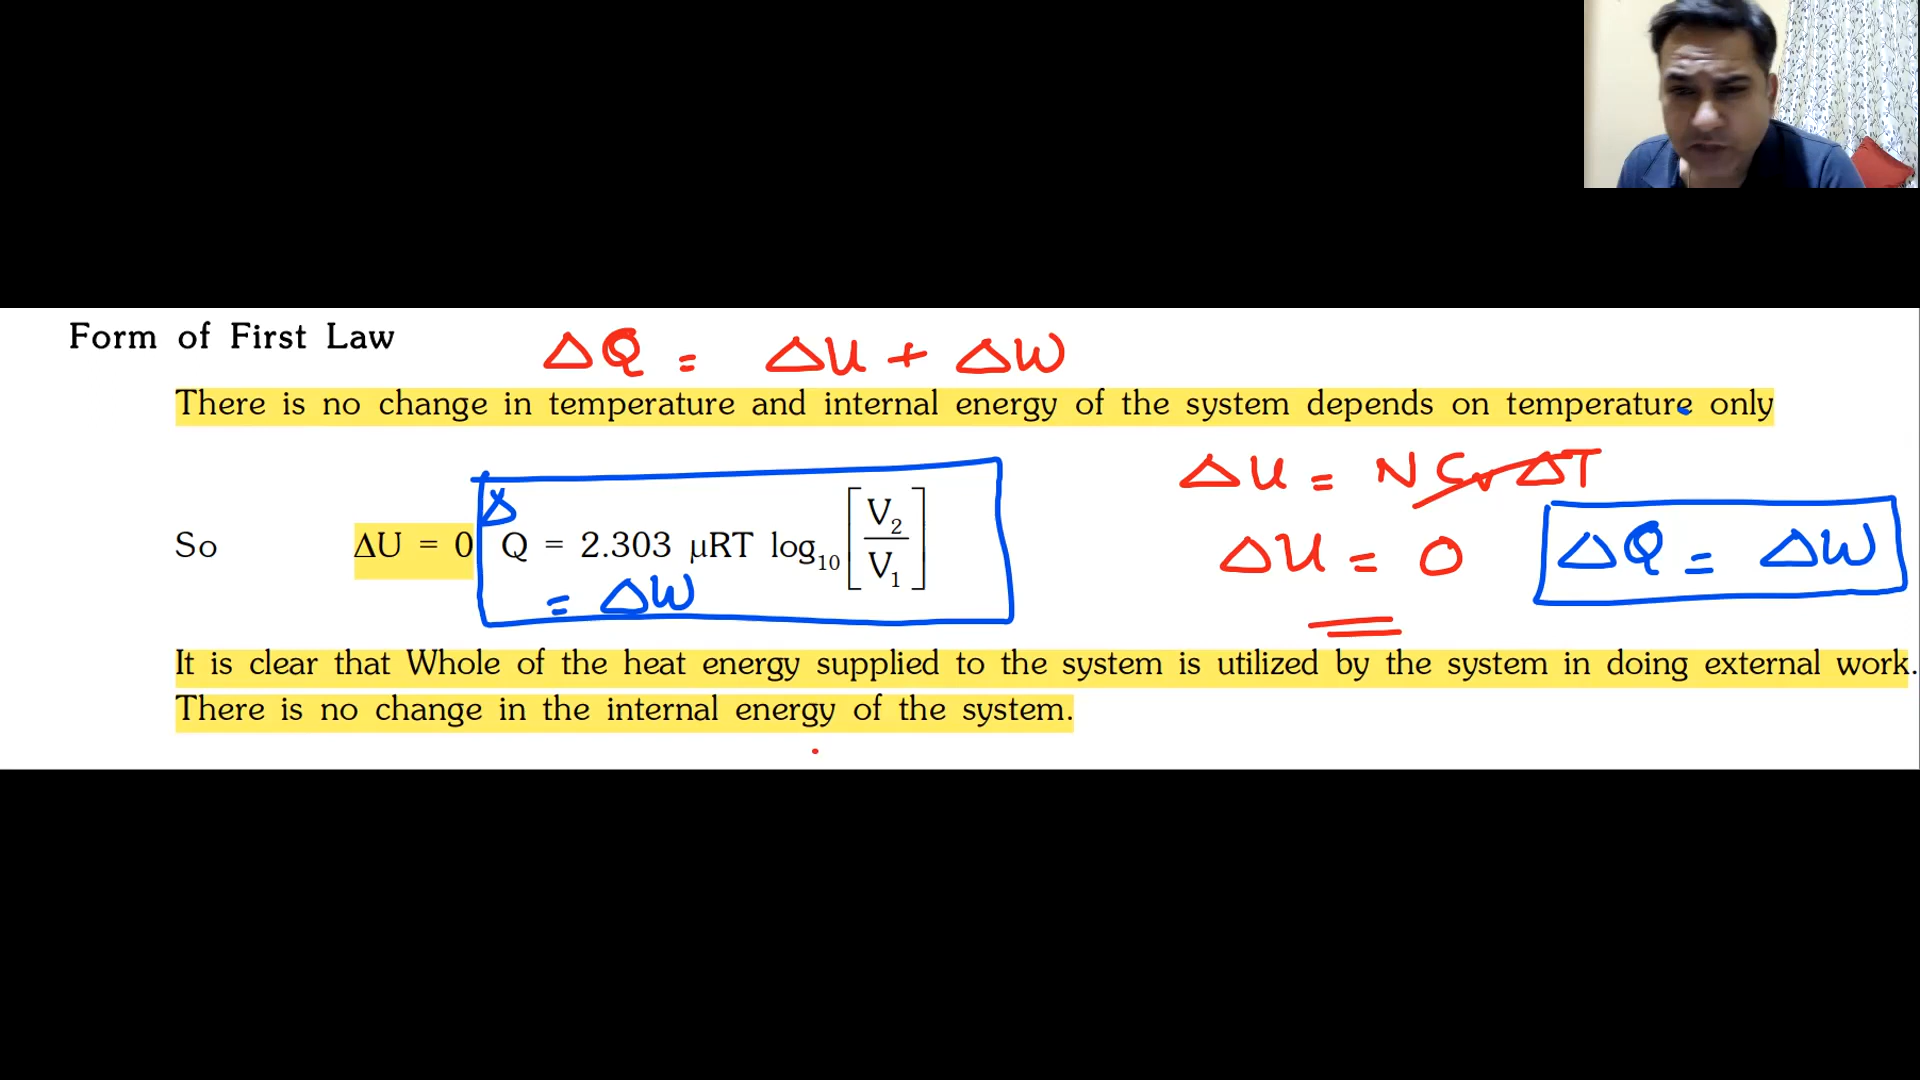 Form of First Law ΔQ = ΔU + ΔW
There is no change in temperature and internal energy of the system depends on temperature only
ΔU = N Cv ΔT
So ΔU = 0 Δ Q = 2.303 μRT log₁₀ [V₂/V₁]
= ΔW
ΔU = 0 ΔQ = ΔW
It is clear that Whole of the heat energy supplied to the system is utilized by the system in doing external work.
There is no change in the internal energy of the system.